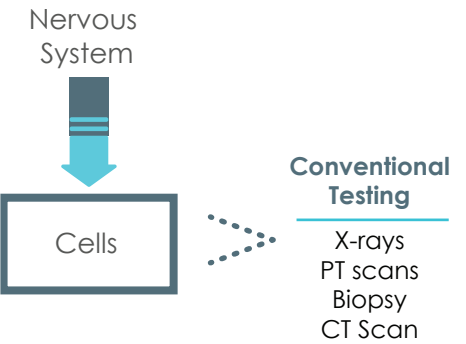 Nervous
System
Cells
Conventional
Testing
X-rays
PT scans
Biopsy
CT Scan